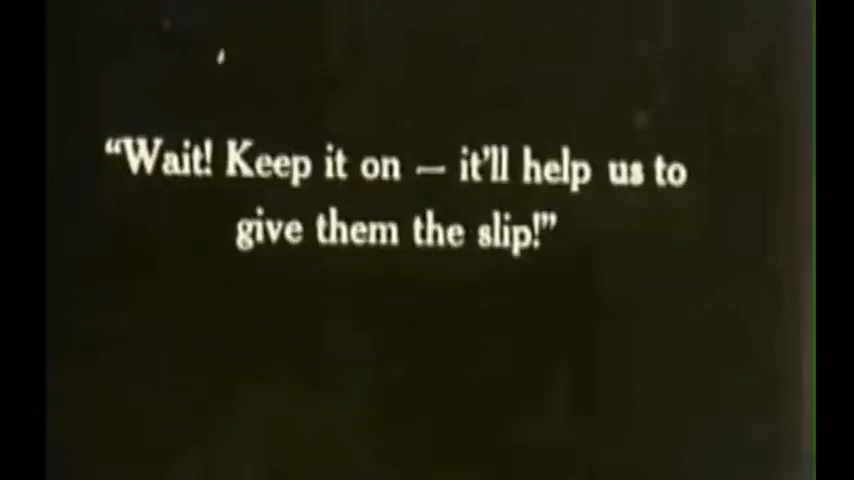 “Wait! Keep it on — it'll help us to
give them the slip!”